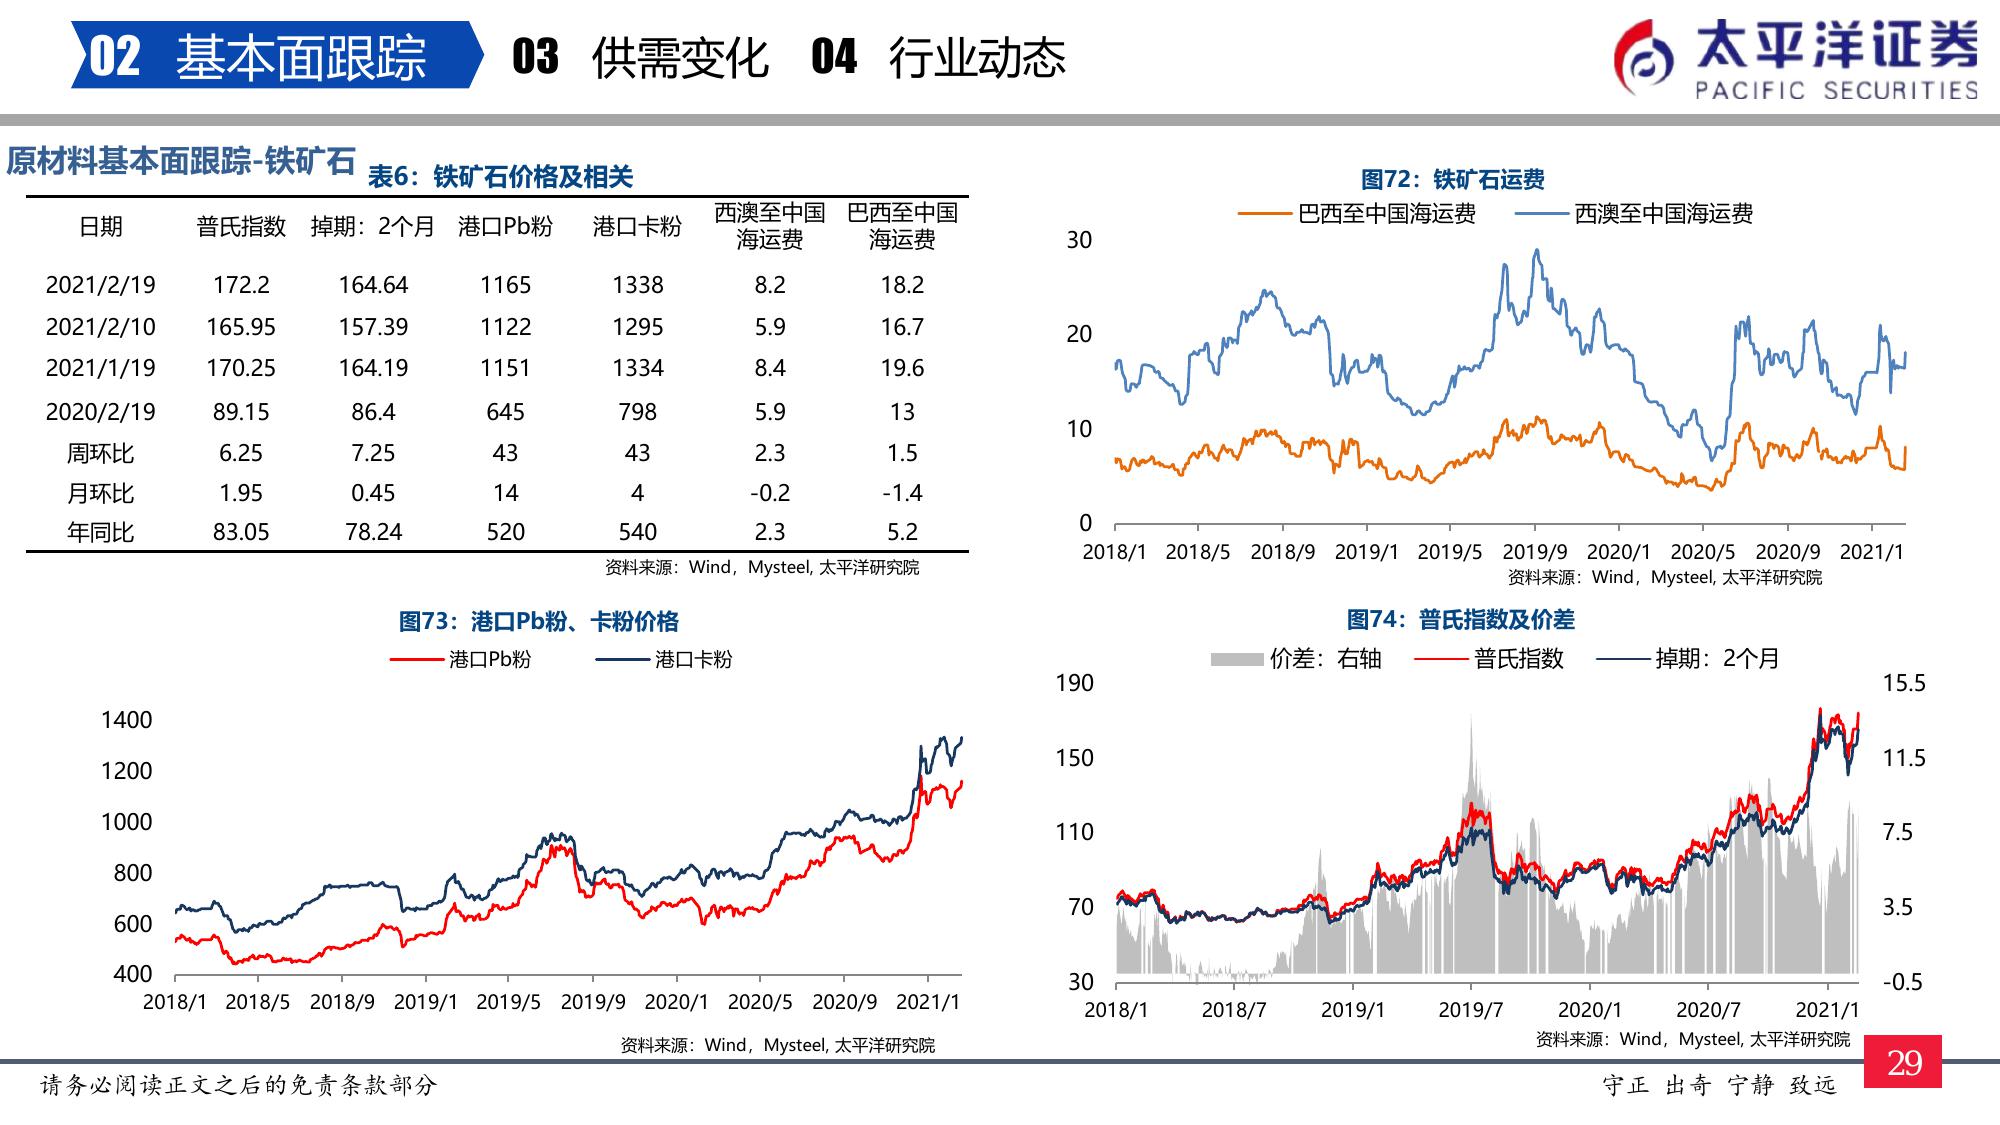 02 基本面跟踪 03 供需变化 04 行业动态
太平洋证券
PACIFIC SECURITIES
原材料基本面跟踪-铁矿石
表6：铁矿石价格及相关
日期 普氏指数 掉期：2个月 港口Pb粉 港口卡粉 西澳至中国海运费 巴西至中国海运费
2021/2/19 172.2 164.64 1165 1338 8.2 18.2
2021/2/10 165.95 157.39 1122 1295 5.9 16.7
2021/1/19 170.25 164.19 1151 1334 8.4 19.6
2020/2/19 89.15 86.4 645 798 5.9 13
周环比 6.25 7.25 43 43 2.3 1.5
月环比 1.95 0.45 14 4 -0.2 -1.4
年同比 83.05 78.24 520 540 2.3 5.2
资料来源：Wind，Mysteel, 太平洋研究院
图72：铁矿石运费
巴西至中国海运费 西澳至中国海运费
30
20
10
0
2018/1 2018/5 2018/9 2019/1 2019/5 2019/9 2020/1 2020/5 2020/9 2021/1
资料来源：Wind，Mysteel, 太平洋研究院
图73：港口Pb粉、卡粉价格
港口Pb粉 港口卡粉
1400
1200
1000
800
600
400
2018/1 2018/5 2018/9 2019/1 2019/5 2019/9 2020/1 2020/5 2020/9 2021/1
资料来源：Wind，Mysteel, 太平洋研究院
图74：普氏指数及价差
价差：右轴 普氏指数 掉期：2个月
190 15.5
150 11.5
110 7.5
70 3.5
30 -0.5
2018/1 2018/7 2019/1 2019/7 2020/1 2020/7 2021/1
资料来源：Wind，Mysteel, 太平洋研究院
29
请务必阅读正文之后的免责条款部分
守正 出奇 宁静 致远